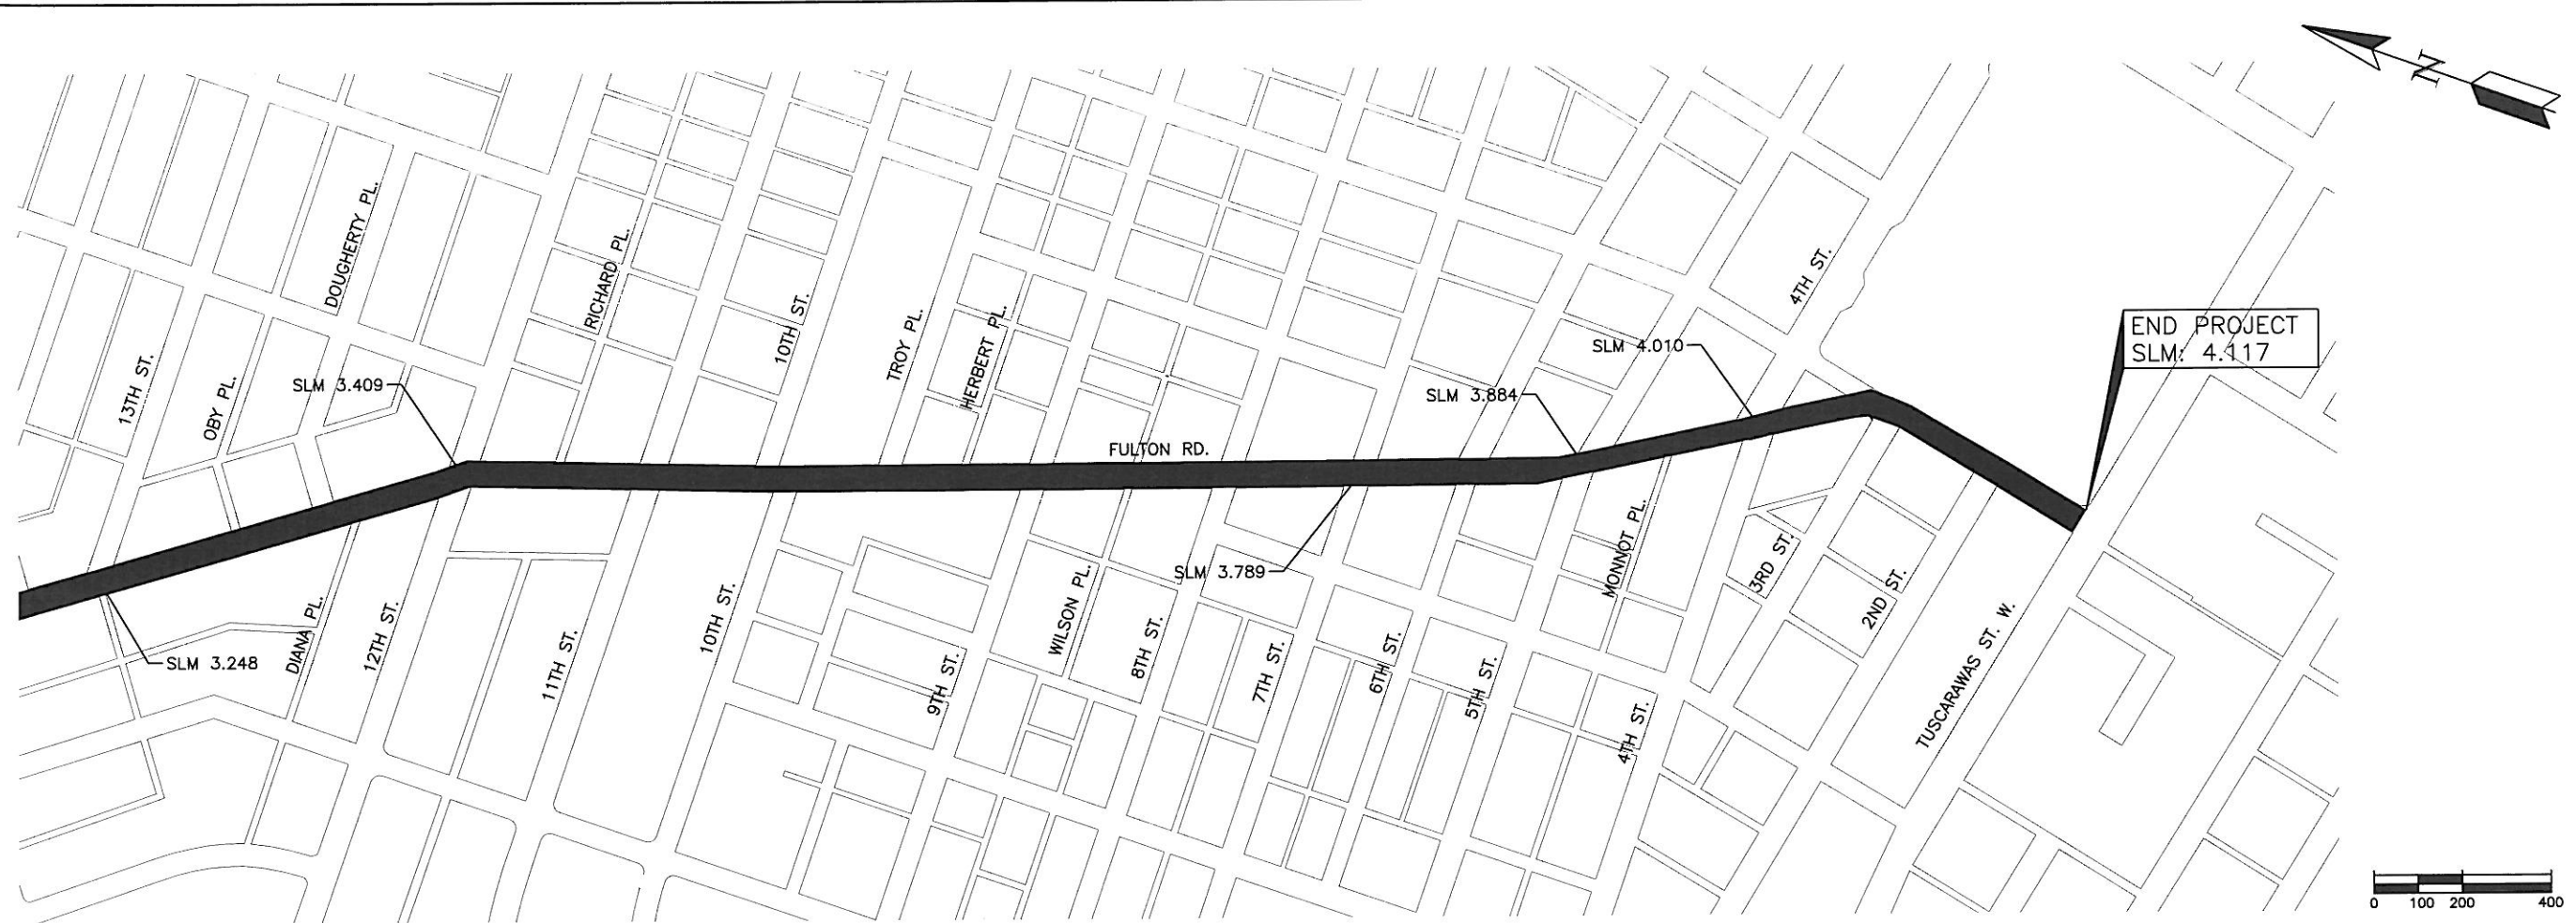 N
DOUGHERTY PL.
RICHARD PL.
10TH ST.
TROY PL.
HERBERT PL.
4TH ST.
END PROJECT
SLM: 4.117
SLM 4.010
13TH ST.
OBY PL.
SLM 3.409
SLM 3.884
FULTON RD.
SLM 3.248
DIANA PL.
12TH ST.
11TH ST.
10TH ST.
9TH ST.
WILSON PL.
8TH ST.
SLM 3.789
7TH ST.
6TH ST.
5TH ST.
MONNOT PL.
4TH ST.
3RD ST.
2ND ST.
TUSCARAWAS ST. W.
0 100 200 400